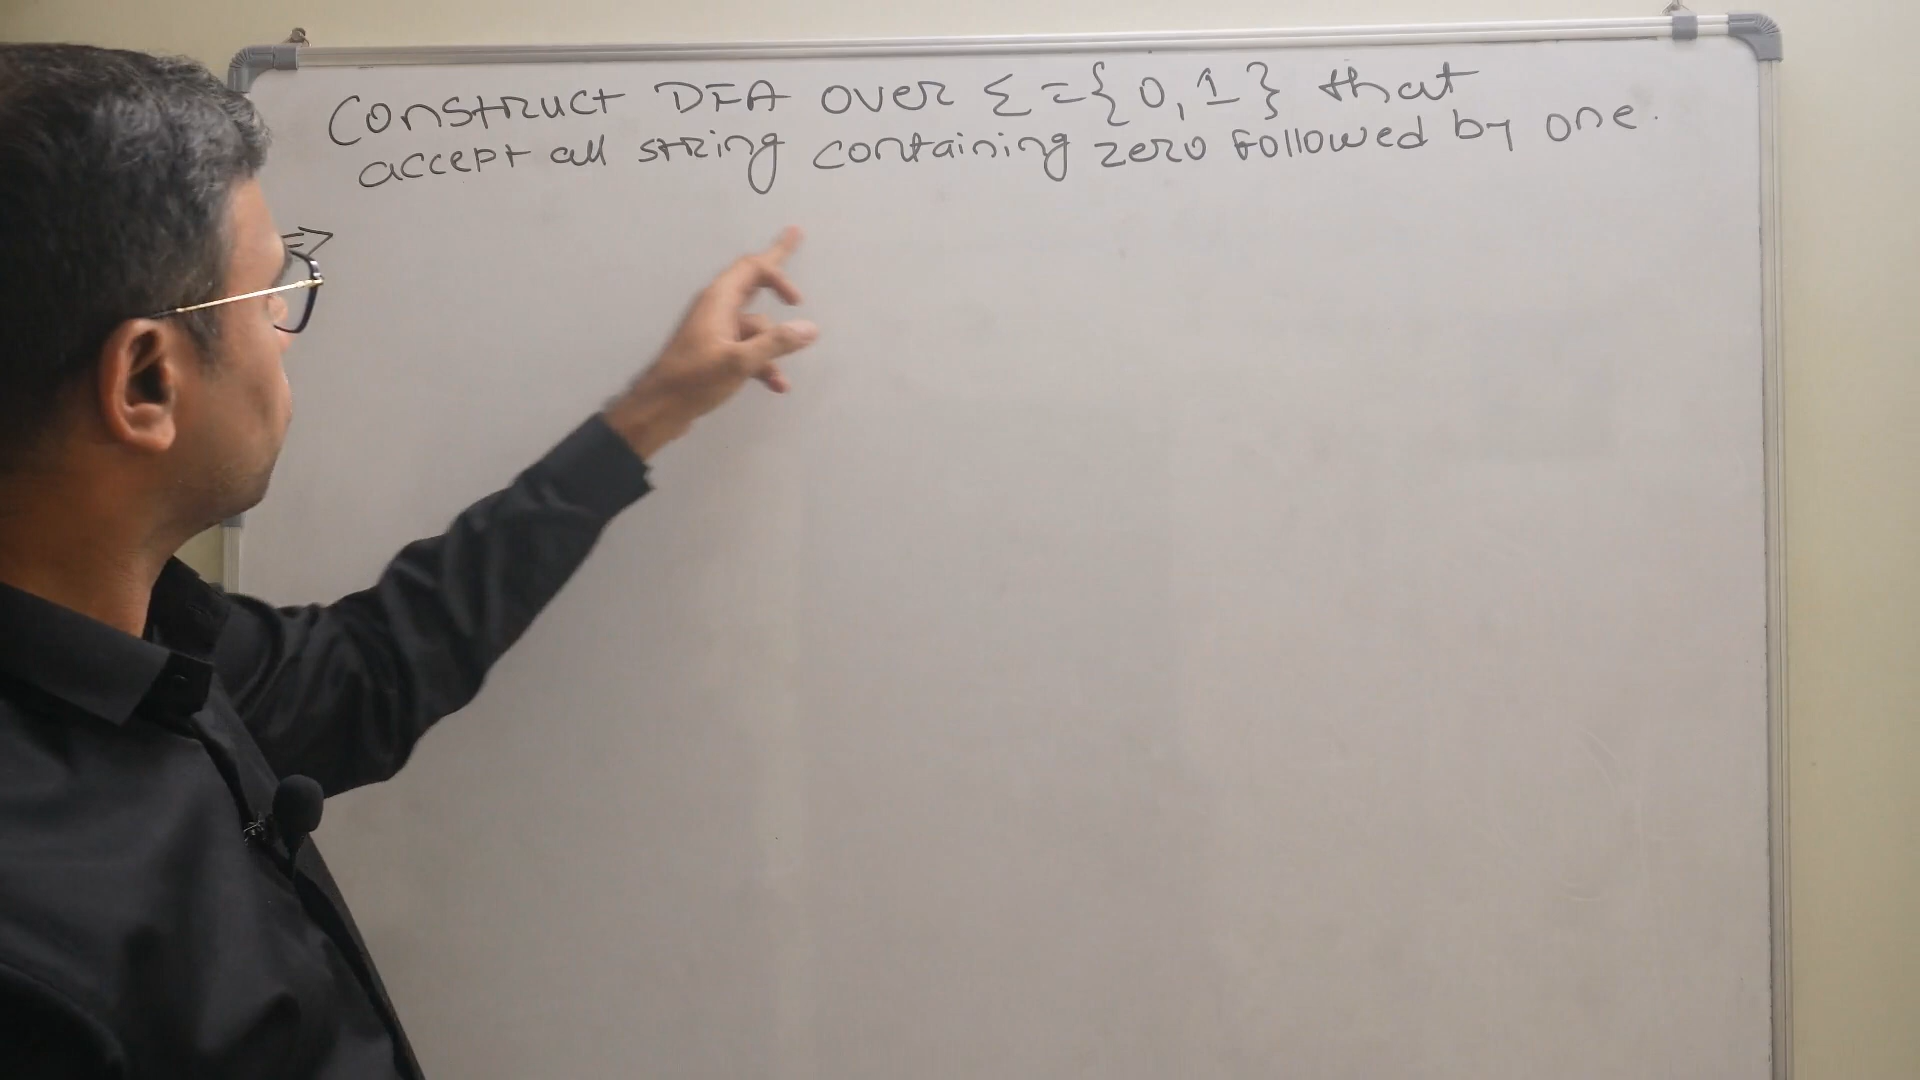 Construct DFA over Σ = {0, 1} that
accept all string containing zero followed by one.
⇒